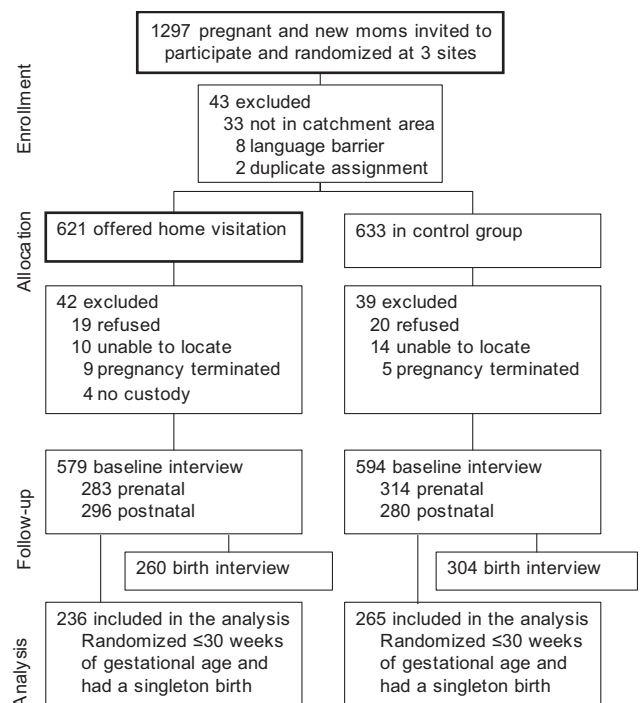 1297 pregnant and new moms invited to
participate and randomized at 3 sites
Enrollment
43 excluded
33 not in catchment area
8 language barrier
2 duplicate assignment
Allocation
621 offered home visitation
633 in control group
42 excluded
19 refused
10 unable to locate
9 pregnancy terminated
4 no custody
39 excluded
20 refused
14 unable to locate
5 pregnancy terminated
Follow-up
579 baseline interview
283 prenatal
296 postnatal
594 baseline interview
314 prenatal
280 postnatal
260 birth interview
304 birth interview
Analysis
236 included in the analysis
Randomized ≤30 weeks
of gestational age and
had a singleton birth
265 included in the analysis
Randomized ≤30 weeks
of gestational age and
had a singleton birth